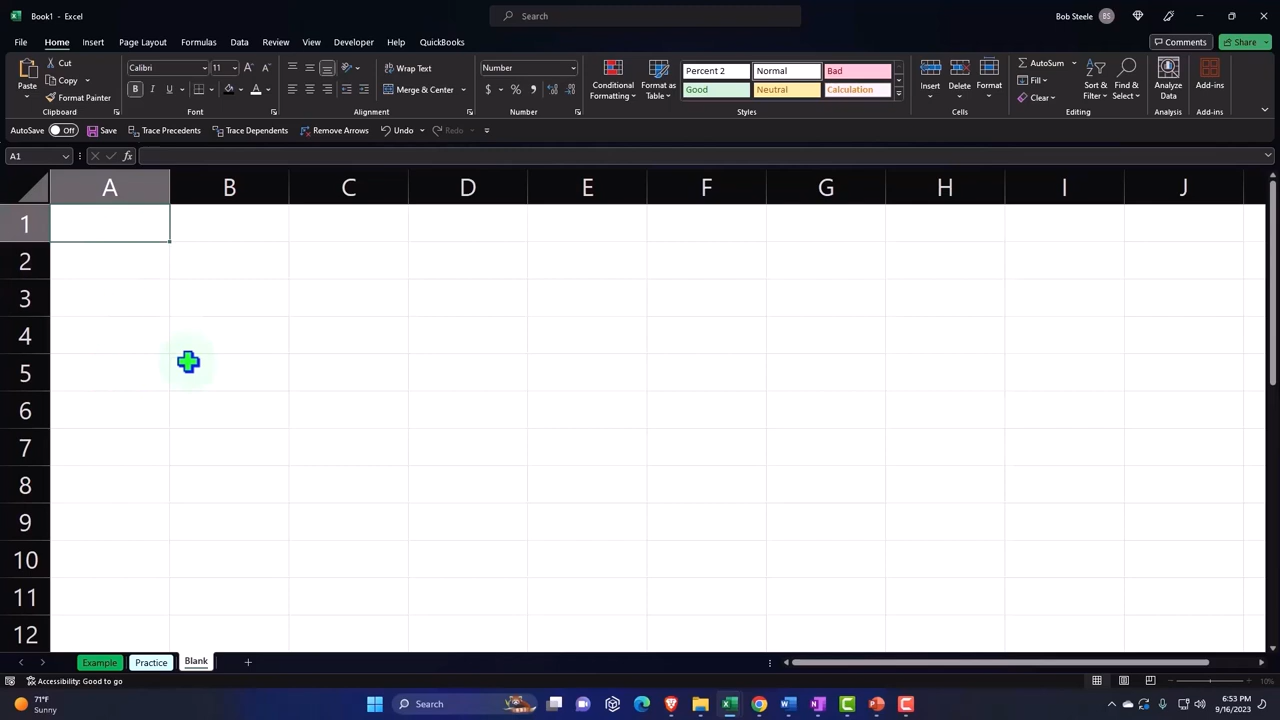 Book1 - Excel
Search
Bob Steele
BS
File
Home
Insert
Page Layout
Formulas
Data
Review
View
Developer
Help
QuickBooks
Comments
Share
Paste
Cut
Copy
Format Painter
Clipboard
Calibri
11
Font
Wrap Text
Merge & Center
Alignment
Number
Number
Conditional
Formatting
Format as
Table
Percent 2
Normal
Bad
Good
Neutral
Calculation
Styles
Insert
Delete
Format
Cells
AutoSum
Fill
Clear
Sort &
Filter
Find &
Select
Editing
Analyze
Data
Analysis
Add-ins
Add-ins
AutoSave
Off
Save
Trace Precedents
Trace Dependents
Remove Arrows
Undo
Redo
A1
fx
A B C D E F G H I J
1
2
3
4
5
6
7
8
9
10
11
12
Example
Practice
Blank
Accessibility: Good to go
10%
71°F
Sunny
Search
6:53 PM
9/16/2023